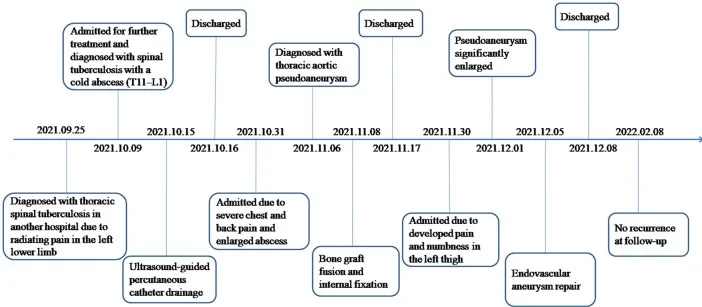 Admitted for further
treatment and
diagnosed with spinal
tuberculosis with a
cold abscess (T11–L1)
Discharged
Diagnosed with
thoracic aortic
pseudoaneurysm
Discharged
Pseudoaneurysm
significantly
enlarged
Discharged
2021.09.25
2021.10.09
2021.10.15
2021.10.16
2021.10.31
2021.11.06
2021.11.08
2021.11.17
2021.11.30
2021.12.01
2021.12.05
2021.12.08
2022.02.08
Diagnosed with thoracic
spinal tuberculosis in
another hospital due to
radiating pain in the left
lower limb
Ultrasound-guided
percutaneous
catheter drainage
Admitted due to
severe chest and
back pain and
enlarged abscess
Bone graft
fusion and
internal fixation
Admitted due to
developed pain
and numbness in
the left thigh
Endovascular
aneurysm repair
No recurrence
at follow-up